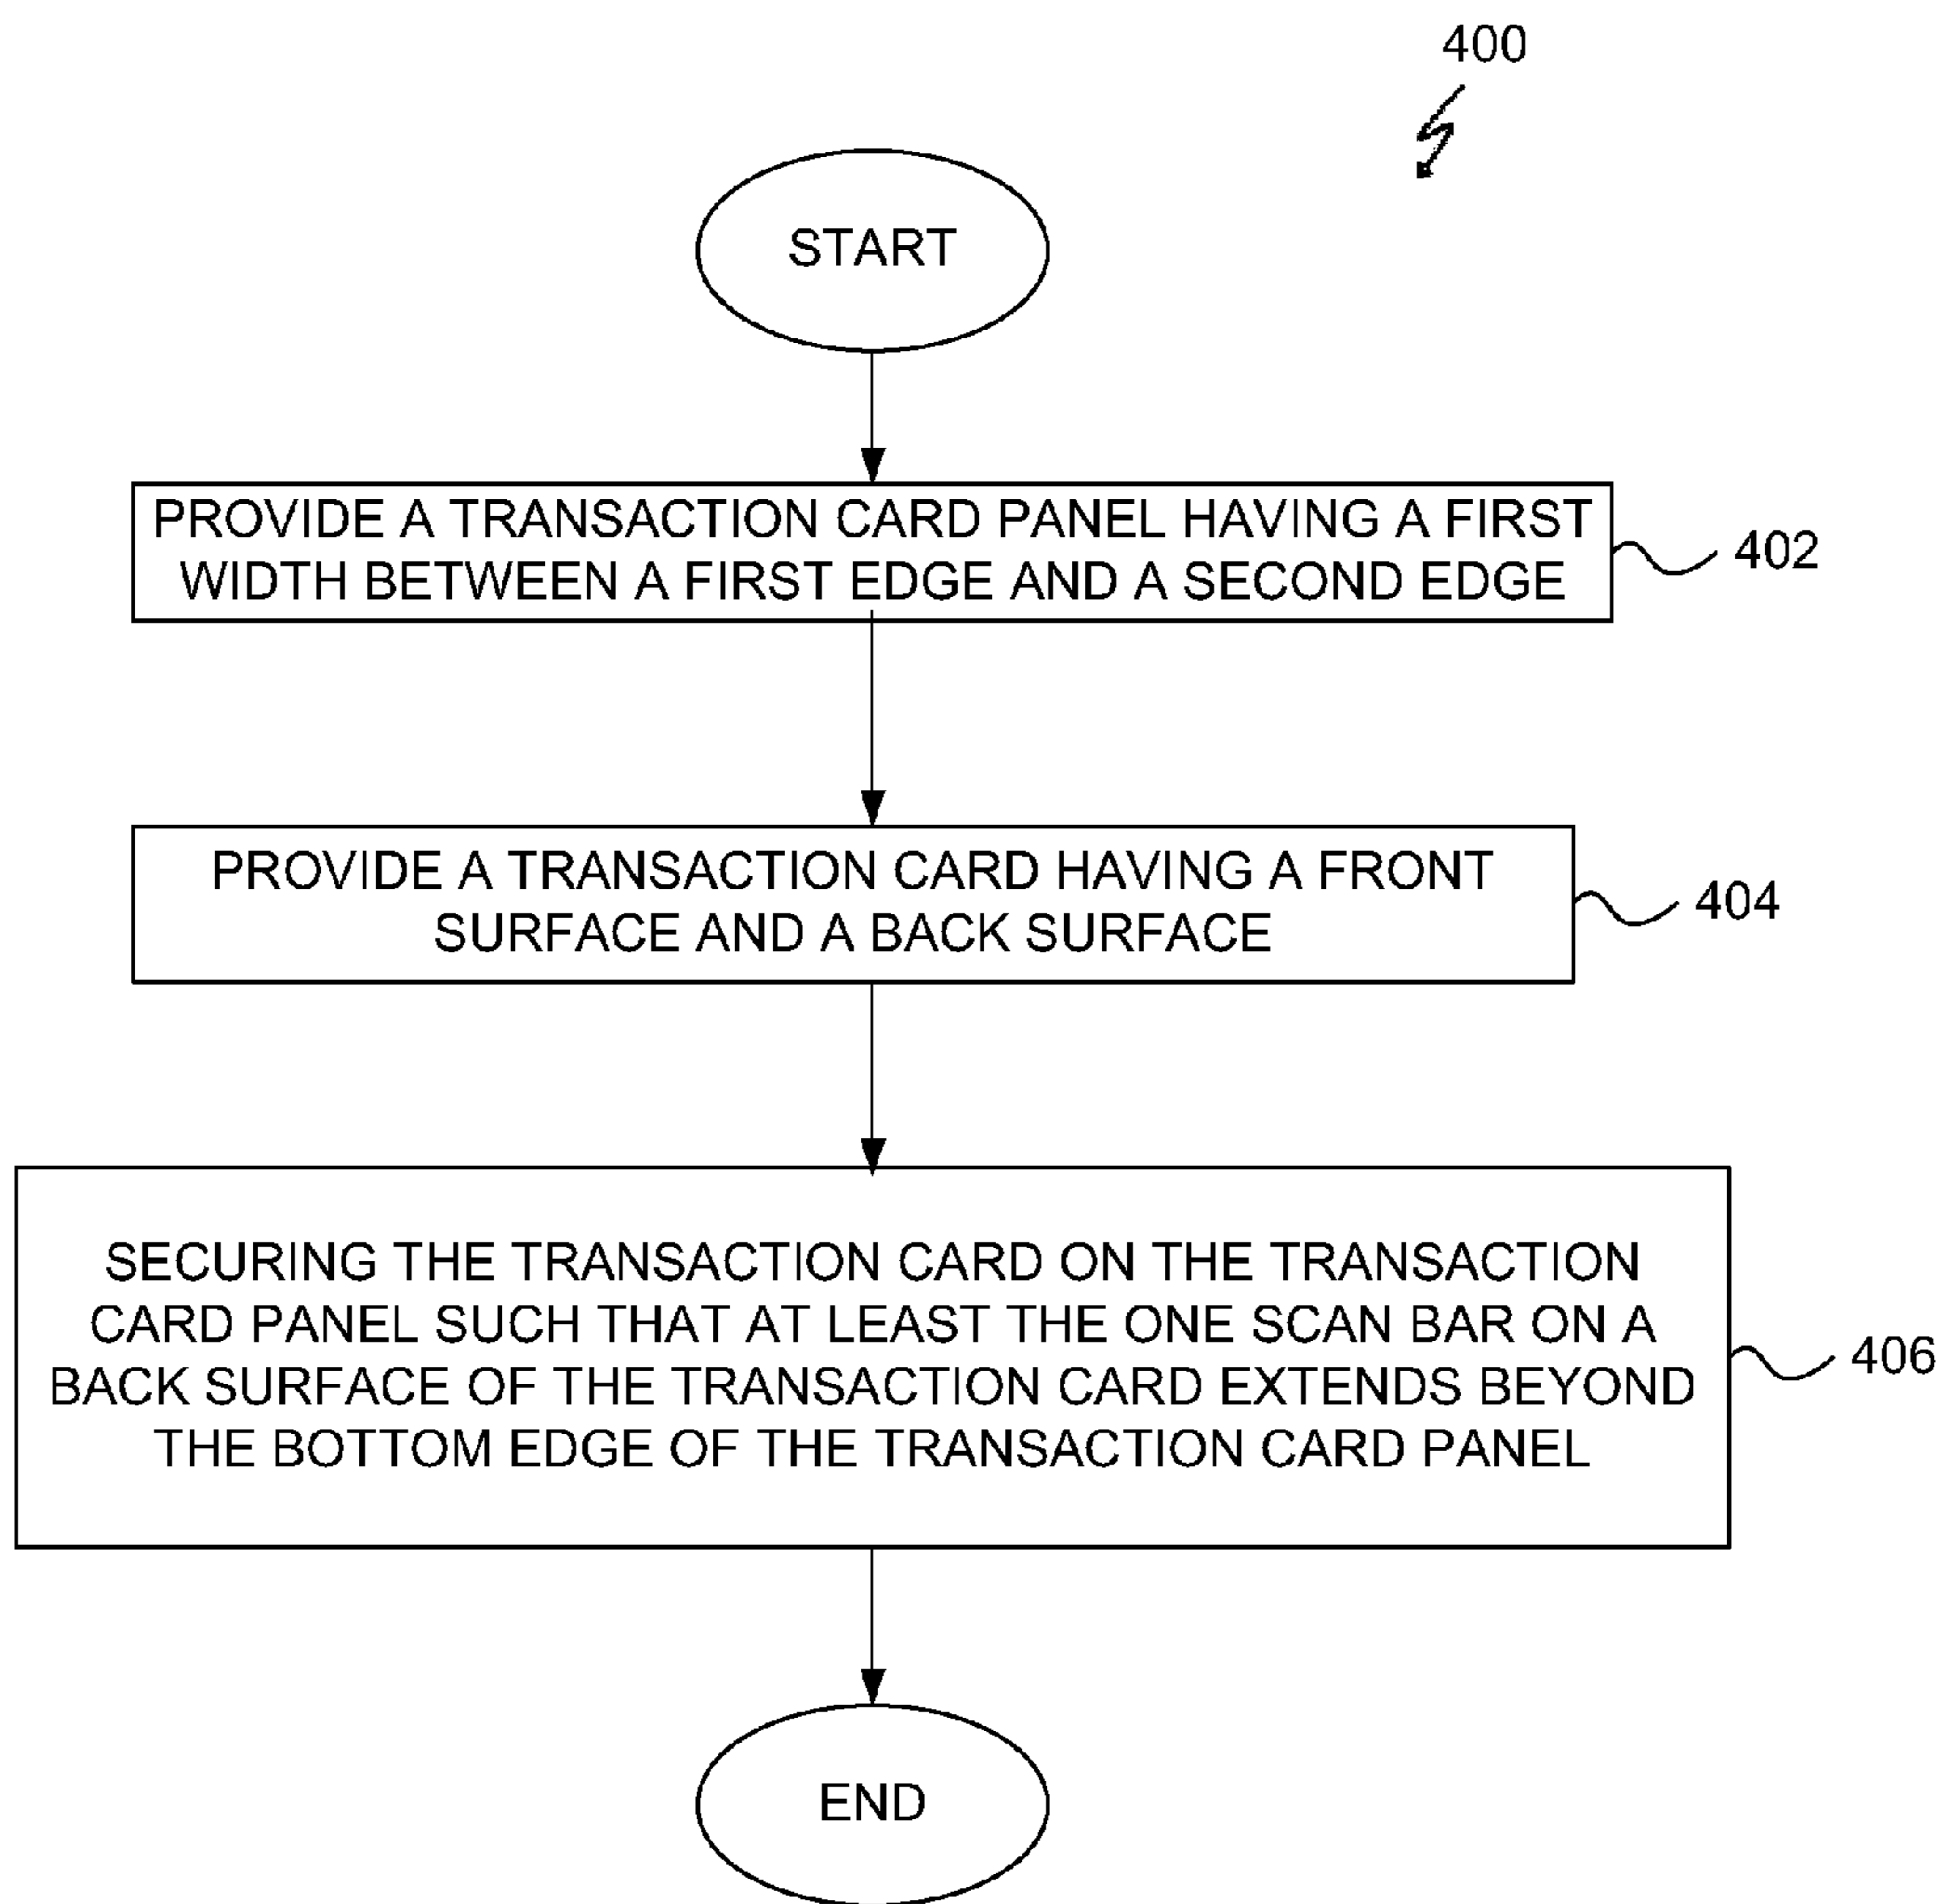 400
START
PROVIDE A TRANSACTION CARD PANEL HAVING A FIRST
WIDTH BETWEEN A FIRST EDGE AND A SECOND EDGE
402
PROVIDE A TRANSACTION CARD HAVING A FRONT
SURFACE AND A BACK SURFACE
404
SECURING THE TRANSACTION CARD ON THE TRANSACTION
CARD PANEL SUCH THAT AT LEAST THE ONE SCAN BAR ON A
BACK SURFACE OF THE TRANSACTION CARD EXTENDS BEYOND
THE BOTTOM EDGE OF THE TRANSACTION CARD PANEL
406
END